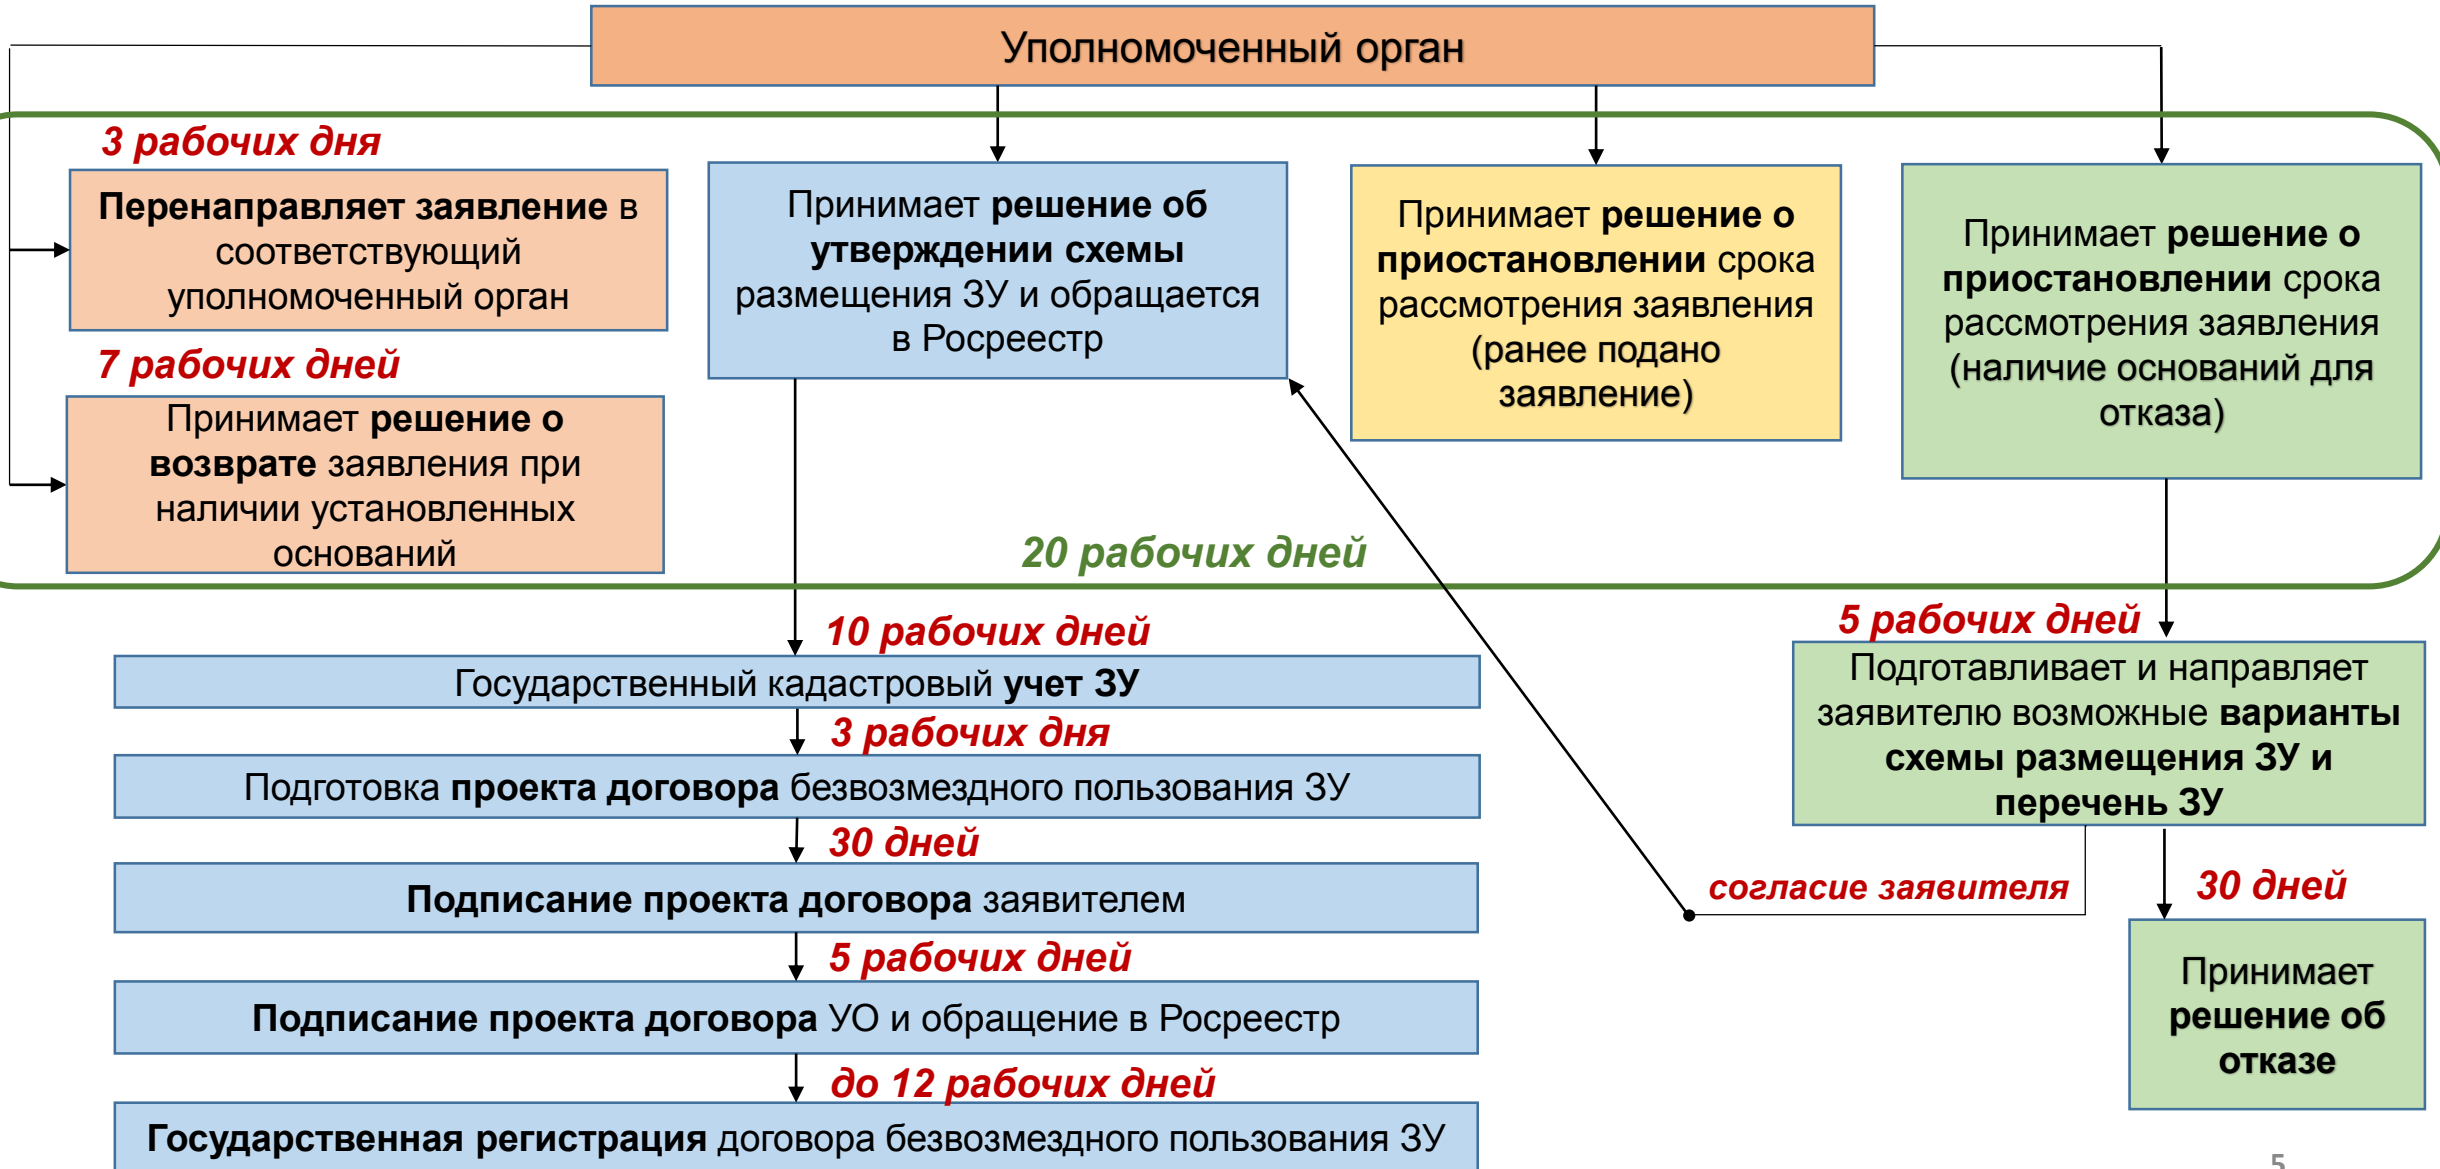 Уполномоченный орган
3 рабочих дня
Перенаправляет заявление в
соответствующий
уполномоченный орган
7 рабочих дней
Принимает решение о
возврате заявления при
наличии установленных
оснований
Принимает решение об
утверждении схемы
размещения ЗУ и обращается
в Росреестр
Принимает решение о
приостановлении срока
рассмотрения заявления
(ранее подано
заявление)
Принимает решение о
приостановлении срока
рассмотрения заявления
(наличие оснований для
отказа)
20 рабочих дней
10 рабочих дней
Государственный кадастровый учет ЗУ
3 рабочих дня
Подготовка проекта договора безвозмездного пользования ЗУ
30 дней
Подписание проекта договора заявителем
5 рабочих дней
Подписание проекта договора УО и обращение в Росреестр
до 12 рабочих дней
Государственная регистрация договора безвозмездного пользования ЗУ
5 рабочих дней
Подготавливает и направляет
заявителю возможные варианты
схемы размещения ЗУ и
перечень ЗУ
согласие заявителя
30 дней
Принимает
решение об
отказе
5